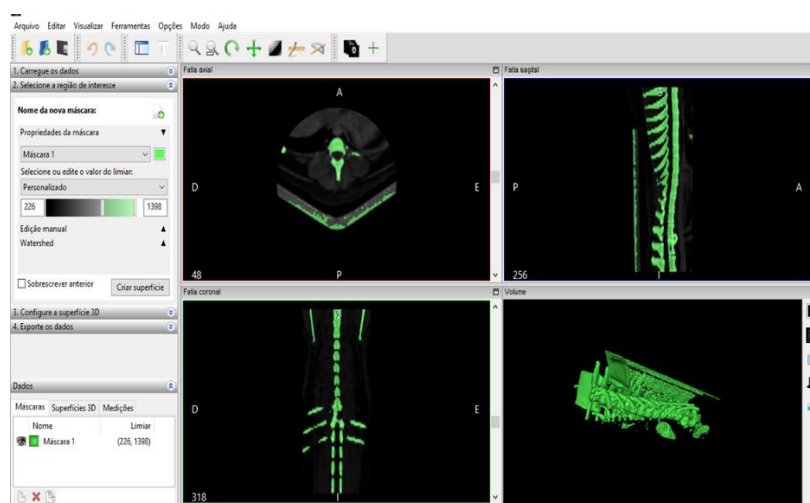 Arquivo Editar Visualizar Ferramentas Opções Modo Ajuda
1. Carregue os dados
2. Selecione a região de interesse
Nome da nova máscara:
Propriedades da máscara
Máscara 1
Selecione ou edite o valor do limiar:
Personalizado
226 1398
Edição manual
Watershed
Sobrescrever anterior Criar superfície
3. Configure a superfície 3D
4. Exporte os dados
Dados
Máscaras Superfícies 3D Medições
Nome Limiar
Máscara 1 (226, 1398)
Fatia axial
A
D E
48 P
Fatia sagital
S
P A
256 I
Fatia coronal
S
D E
318 I
Volume